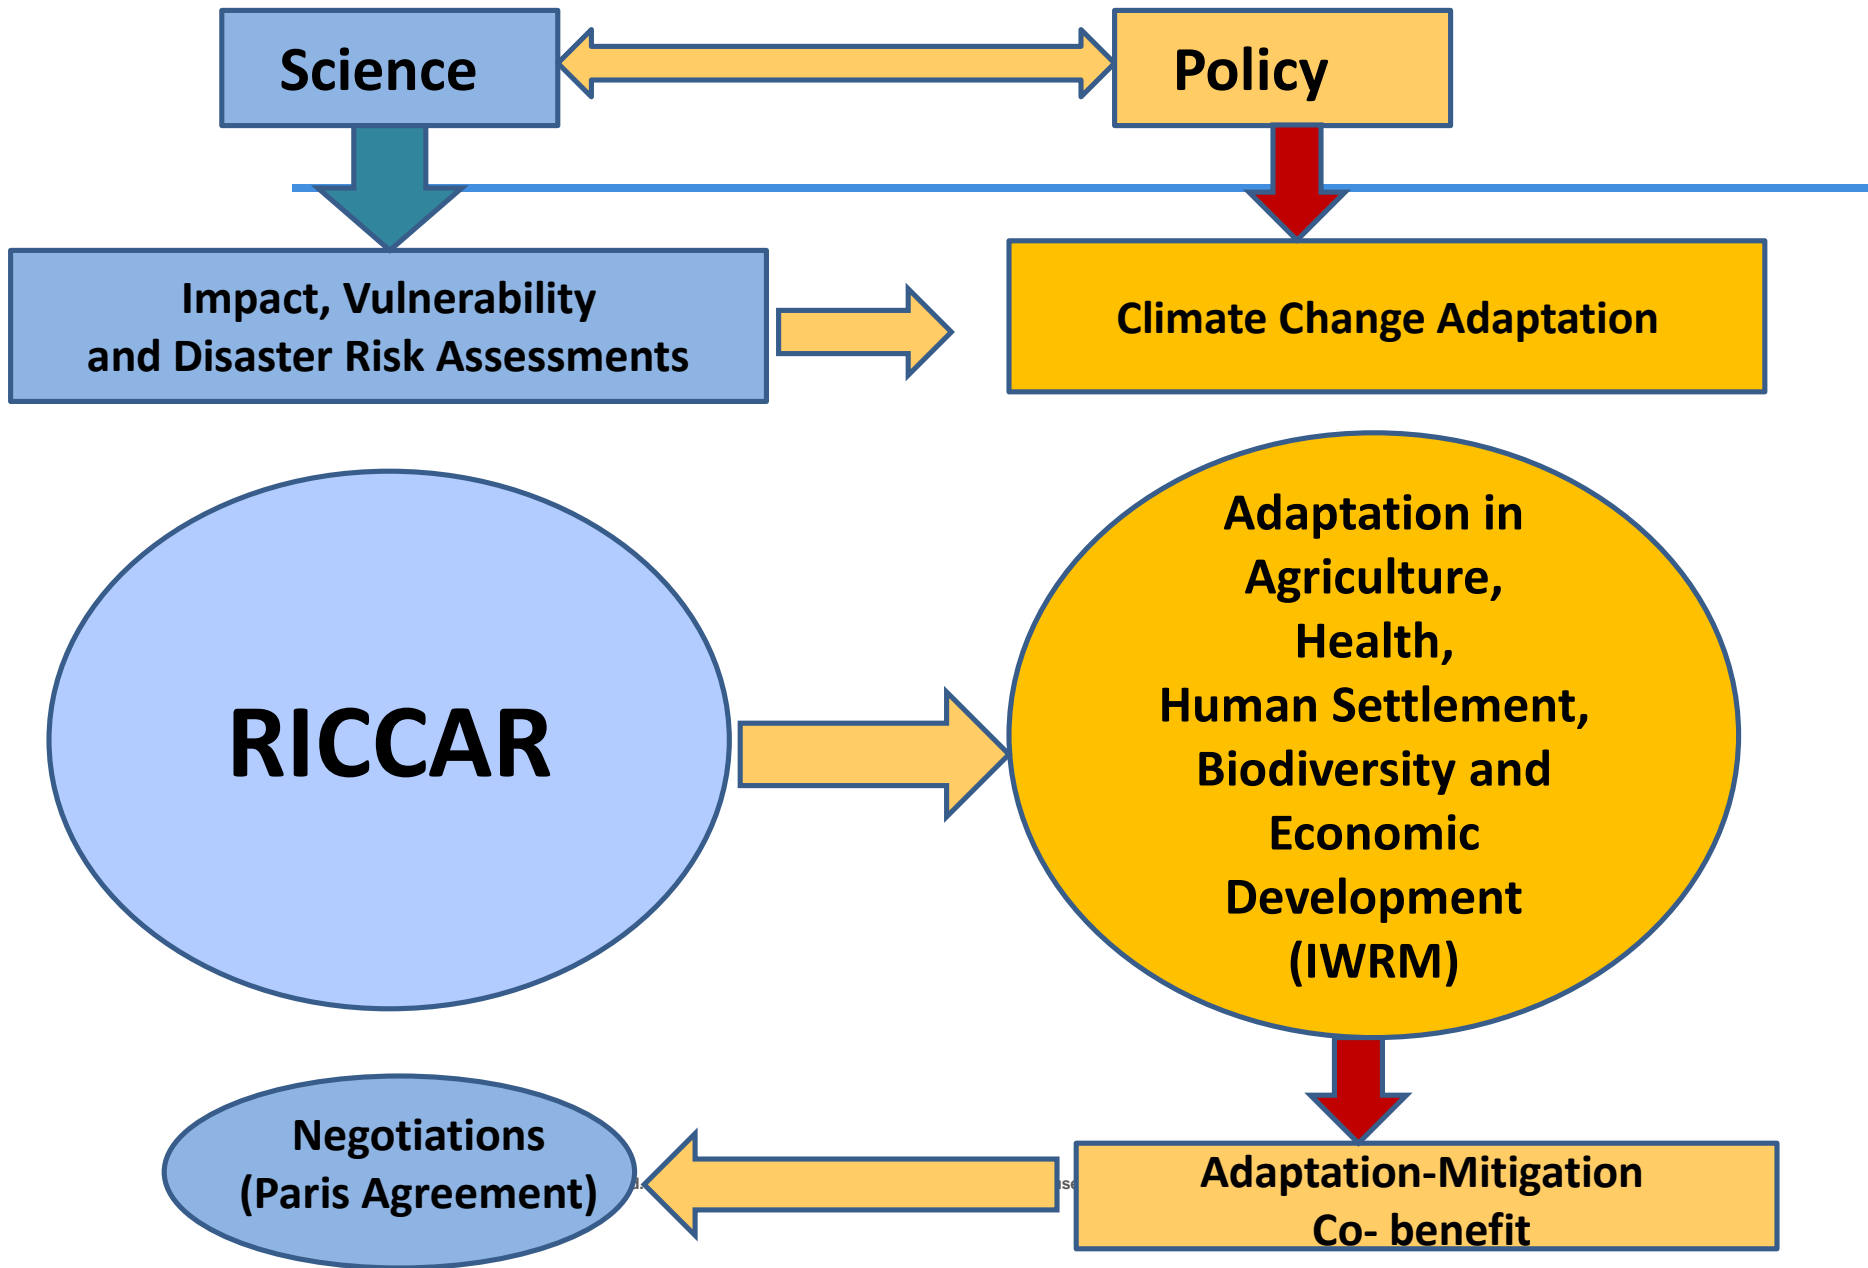 Science
Policy
Impact, Vulnerability
and Disaster Risk Assessments
Climate Change Adaptation
RICCAR
Adaptation in
Agriculture,
Health,
Human Settlement,
Biodiversity and
Economic
Development
(IWRM)
Negotiations
(Paris Agreement)
Adaptation-Mitigation
Co- benefit